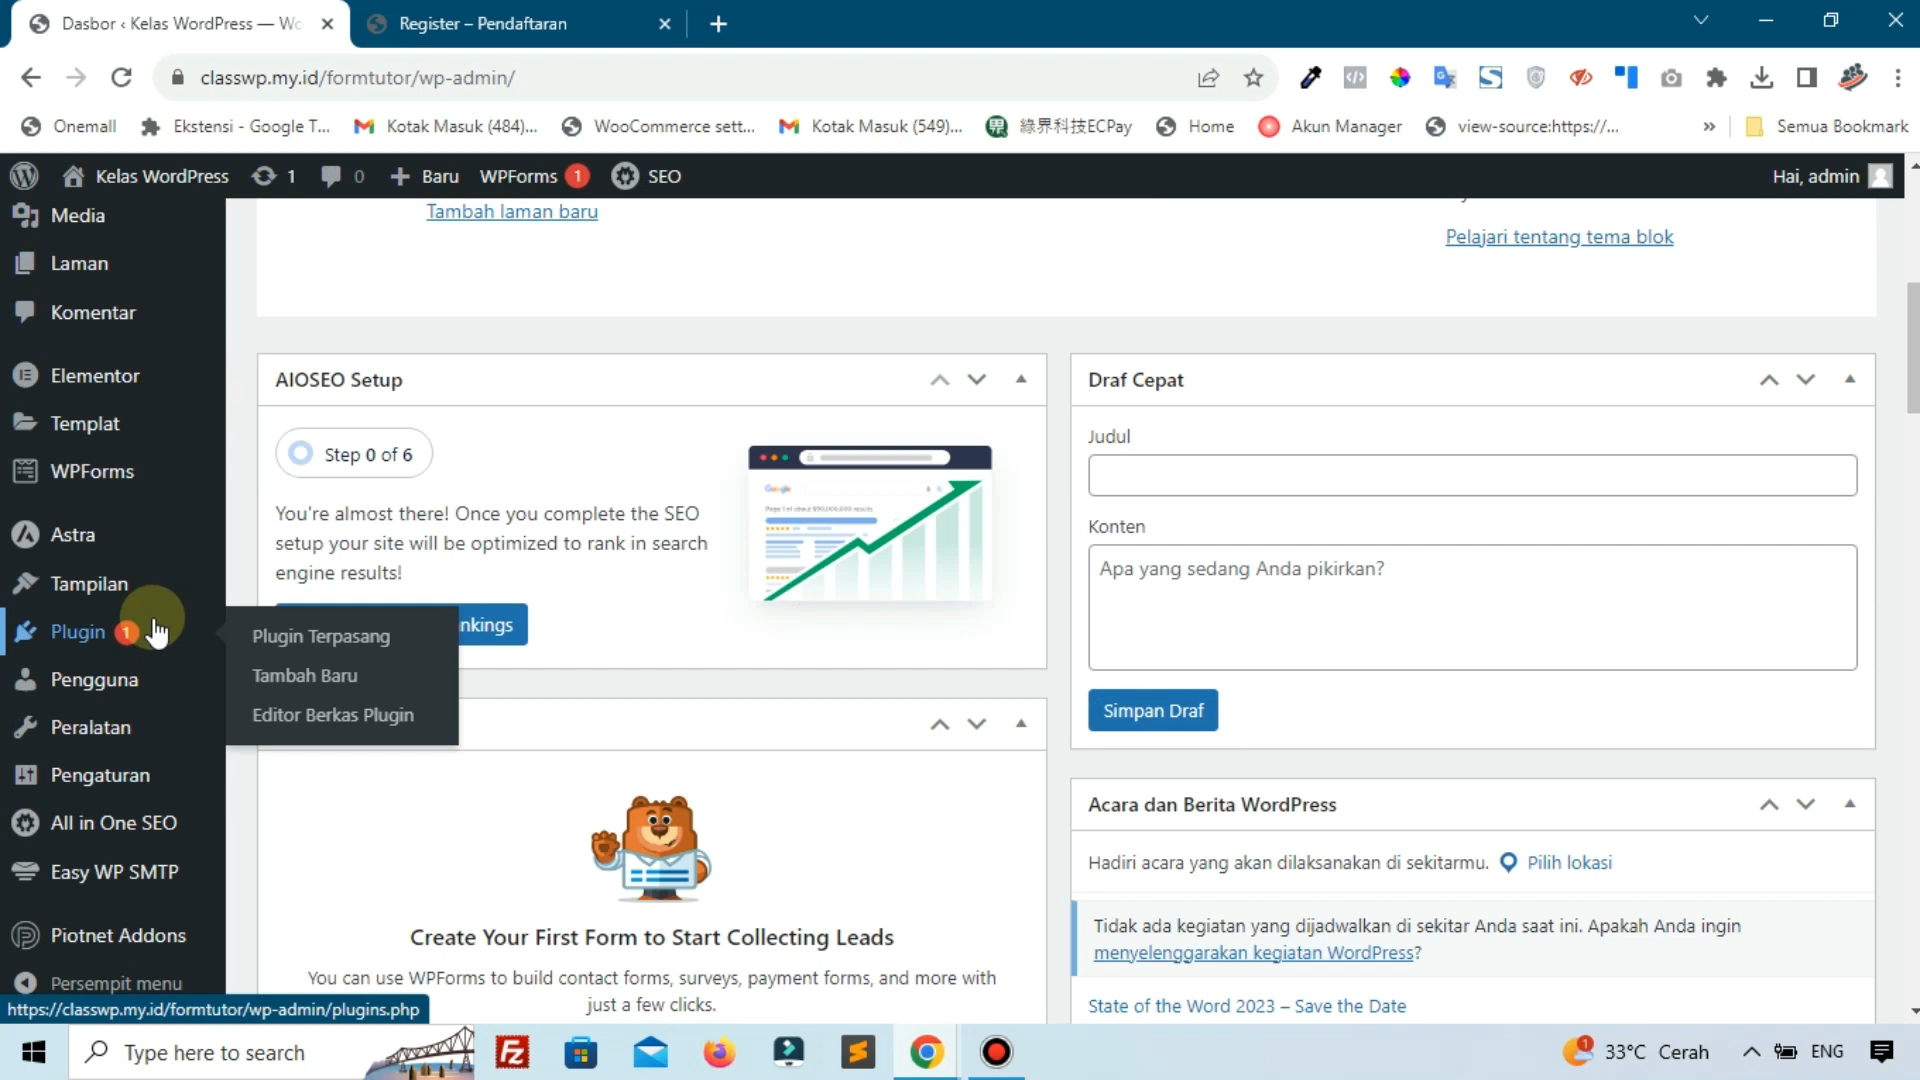 Dasbor ‹ Kelas WordPress — Wo
Register – Pendaftaran
classwp.my.id/formtutor/wp-admin/
Onemall
Ekstensi - Google T...
Kotak Masuk (484)...
WooCommerce sett...
Kotak Masuk (549)...
綠界科技ECPay
Home
Akun Manager
view-source:https://...
»
Semua Bookmark
Kelas WordPress
1
0
Baru
WPForms 1
SEO
Hai, admin
Media
Laman
Komentar
Elementor
Templat
WPForms
Astra
Tampilan
Plugin 1
Pengguna
Peralatan
Pengaturan
All in One SEO
Easy WP SMTP
Piotnet Addons
Persempit menu
Plugin Terpasang
Tambah Baru
Editor Berkas Plugin
https://classwp.my.id/formtutor/wp-admin/plugins.php
Tambah laman baru
Pelajari tentang tema blok
AIOSEO Setup
Step 0 of 6
You're almost there! Once you complete the SEO
setup your site will be optimized to rank in search
engine results!
nkings
Google
Create Your First Form to Start Collecting Leads
You can use WPForms to build contact forms, surveys, payment forms, and more with
just a few clicks.
Draf Cepat
Judul
Konten
Apa yang sedang Anda pikirkan?
Simpan Draf
Acara dan Berita WordPress
Hadiri acara yang akan dilaksanakan di sekitarmu.
Pilih lokasi
Tidak ada kegiatan yang dijadwalkan di sekitar Anda saat ini. Apakah Anda ingin
menyelenggarakan kegiatan WordPress?
State of the Word 2023 – Save the Date
Type here to search
Fz
1
33°C Cerah
ENG